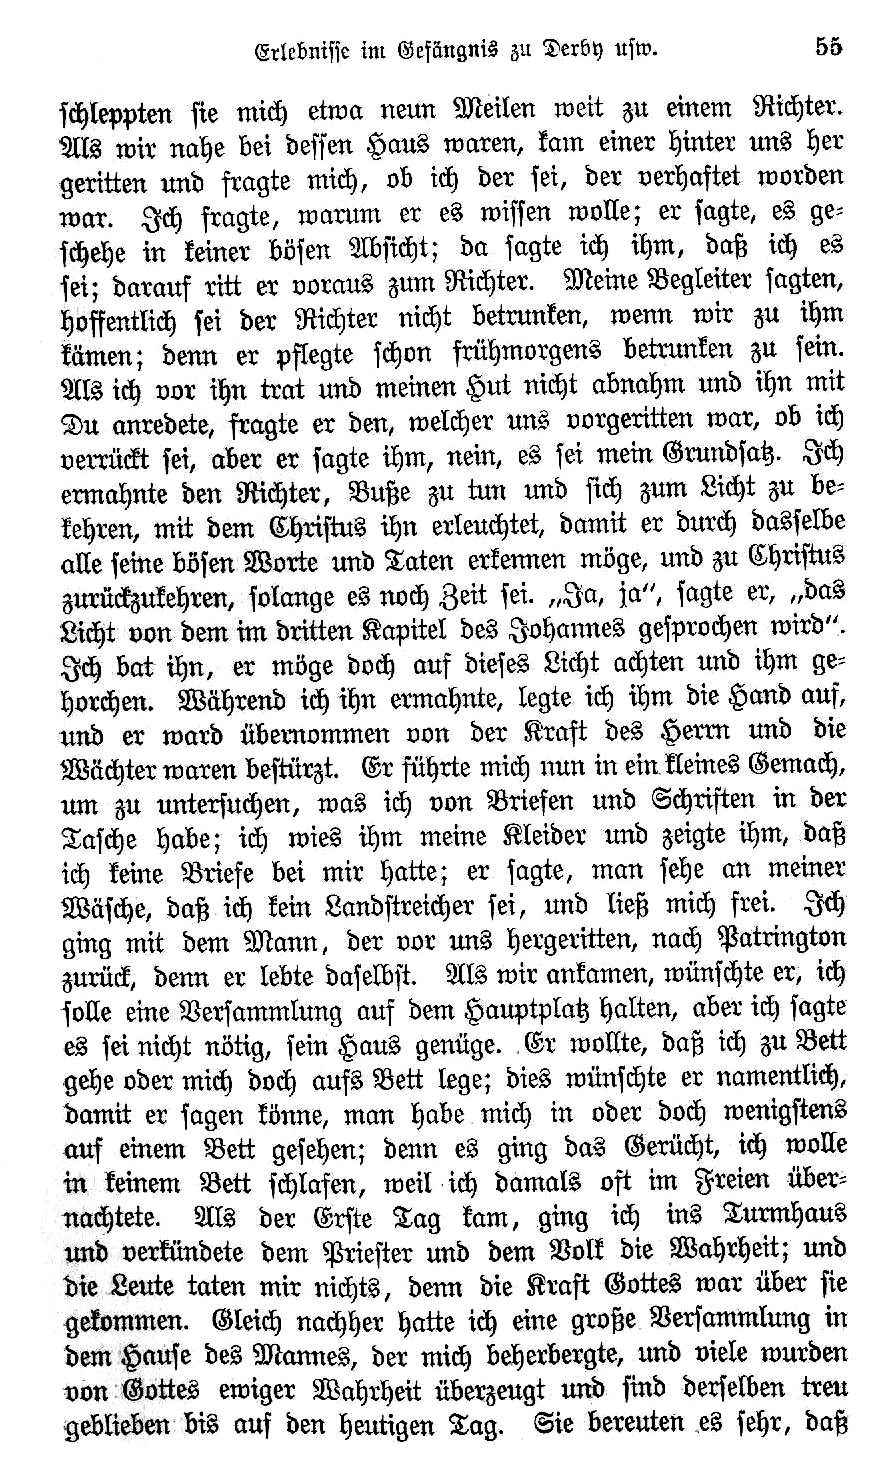 Erlebnisse im Gefängnis zu Derby usw. 55
schleppten sie mich etwa neun Meilen weit zu einem Richter.
Als wir nahe bei dessen Haus waren, kam einer hinter uns her
geritten und fragte mich, ob ich der sei, der verhaftet worden
war. Ich fragte, warum er es wissen wolle; er sagte, es ge-
schehe in keiner bösen Absicht; da sagte ich ihm, daß ich es
sei; darauf ritt er voraus zum Richter. Meine Begleiter sagten,
hoffentlich sei der Richter nicht betrunken, wenn wir zu ihm
kämen; denn er pflegte schon frühmorgens betrunken zu sein.
Als ich vor ihn trat und meinen Hut nicht abnahm und ihn mit
Du anredete, fragte er den, welcher uns vorgeritten war, ob ich
verrückt sei, aber er sagte ihm, nein, es sei mein Grundsatz. Ich
ermahnte den Richter, Buße zu tun und sich zum Licht zu be-
kehren, mit dem Christus ihn erleuchtet, damit er durch dasselbe
alle seine bösen Worte und Taten erkennen möge, und zu Christus
zurückzukehren, solange es noch Zeit sei. „Ja, ja“, sagte er, „das
Licht von dem im dritten Kapitel des Johannes gesprochen wird“.
Ich bat ihn, er möge doch auf dieses Licht achten und ihm ge-
horchen. Während ich ihn ermahnte, legte ich ihm die Hand auf,
und er ward übernommen von der Kraft des Herrn und die
Wächter waren bestürzt. Er führte mich nun in ein kleines Gemach,
um zu untersuchen, was ich von Briefen und Schriften in der
Tasche habe; ich wies ihm meine Kleider und zeigte ihm, daß
ich keine Briefe bei mir hatte; er sagte, man sehe an meiner
Wäsche, daß ich kein Landstreicher sei, und ließ mich frei. Ich
ging mit dem Mann, der vor uns hergeritten, nach Patrington
zurück, denn er lebte daselbst. Als wir ankamen, wünschte er, ich
solle eine Versammlung auf dem Hauptplatz halten, aber ich sagte
es sei nicht nötig, sein Haus genüge. Er wollte, daß ich zu Bett
gehe oder mich doch aufs Bett lege; dies wünschte er namentlich,
damit er sagen könne, man habe mich in oder doch wenigstens
auf einem Bett gesehen; denn es ging das Gerücht, ich wolle
in keinem Bett schlafen, weil ich damals oft im Freien über-
nachtete. Als der Erste Tag kam, ging ich ins Turmhaus
und verkündete dem Priester und dem Volk die Wahrheit; und
die Leute taten mir nichts, denn die Kraft Gottes war über sie
gekommen. Gleich nachher hatte ich eine große Versammlung in
dem Hause des Mannes, der mich beherbergte, und viele wurden
von Gottes ewiger Wahrheit überzeugt und sind derselben treu
geblieben bis auf den heutigen Tag. Sie bereuten es sehr, daß